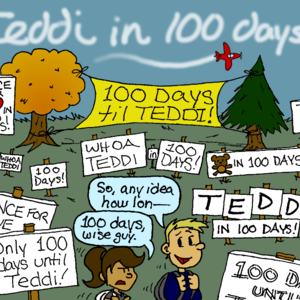 Teddi in 100 days
100 DAYS
til TEDDI!
WHOA
TEDDI
in
100
DAYS!
WHOA
TEDDI
100
DAYS!
IN 100 DAYS!
So, any idea
how lon—
100 days,
wise guy.
TEDD
IN 100 DAYS!
NCE FOR
VE
Only 100
days until
Teddi!
100
DAYS
UNTIL